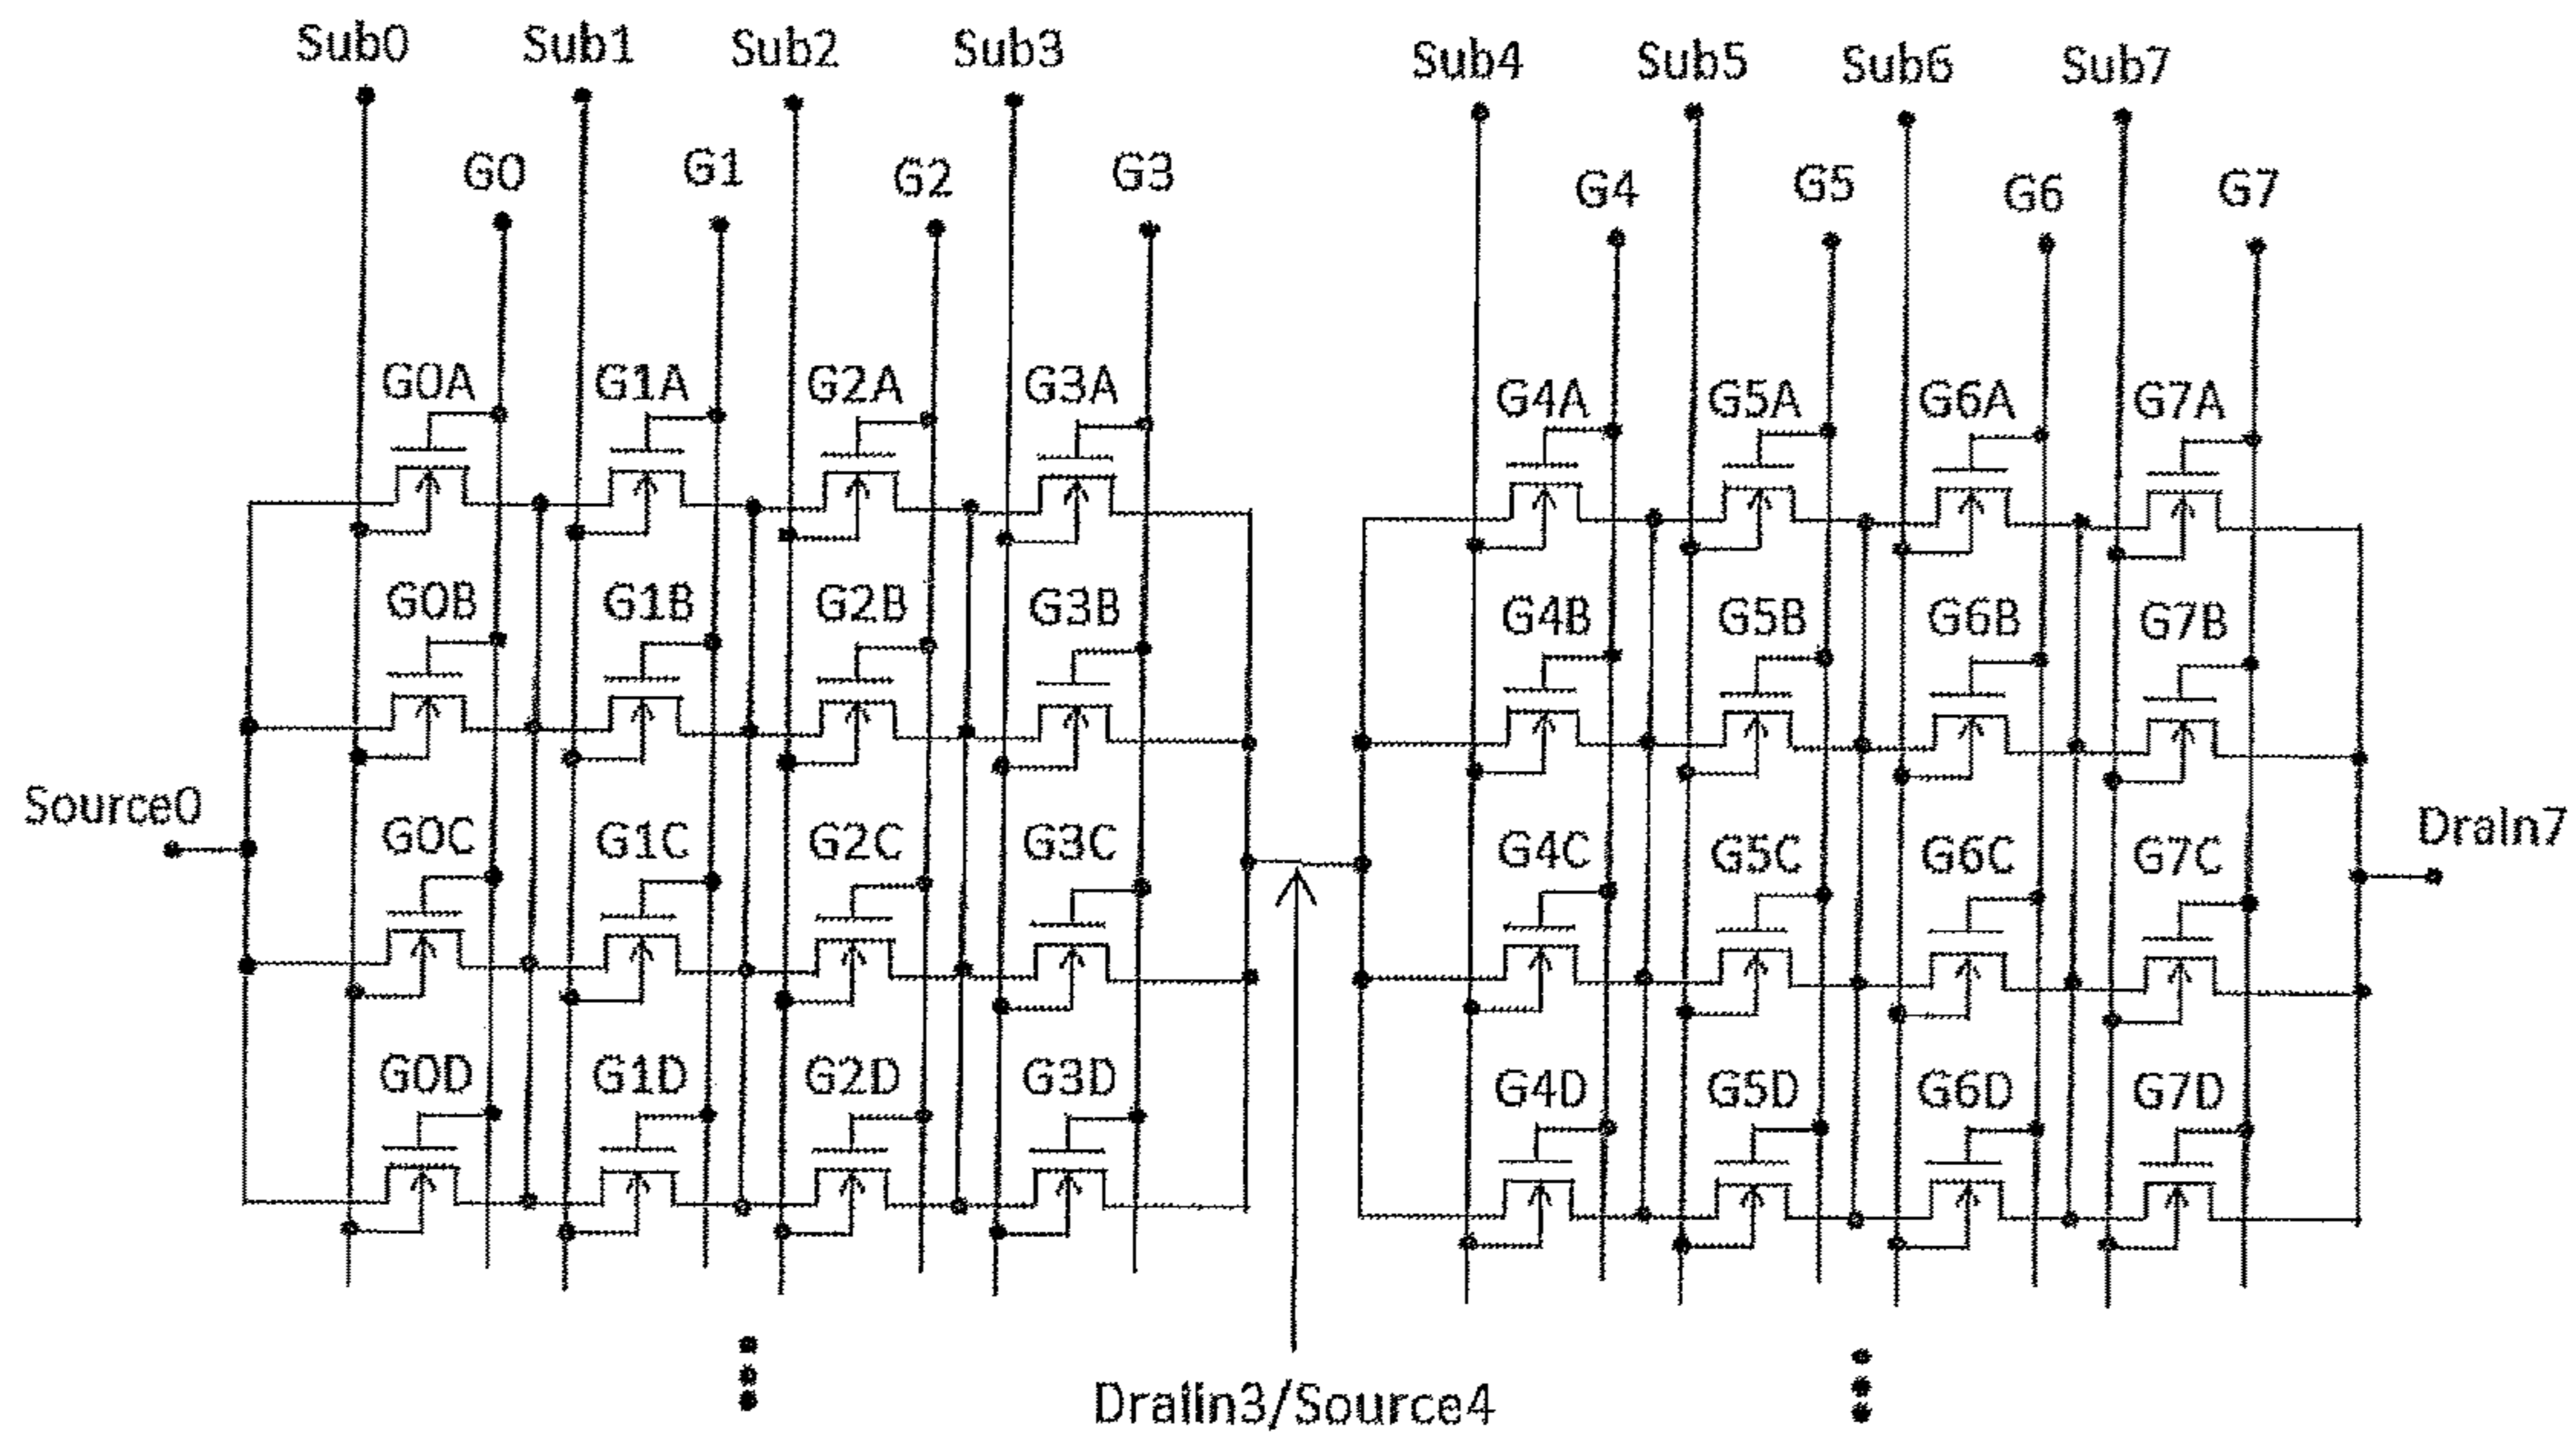 Sub0 Sub1 Sub2 Sub3 Sub4 Sub5 Sub6 Sub7
G0 G1 G2 G3 G4 G5 G6 G7
G0A G1A G2A G3A G4A G5A G6A G7A
G0B G1B G2B G3B G4B G5B G6B G7B
Source0 G0C G1C G2C G3C G4C G5C G6C G7C DraIn7
G0D G1D G2D G3D G4D G5D G6D G7D
DraIin3/Source4